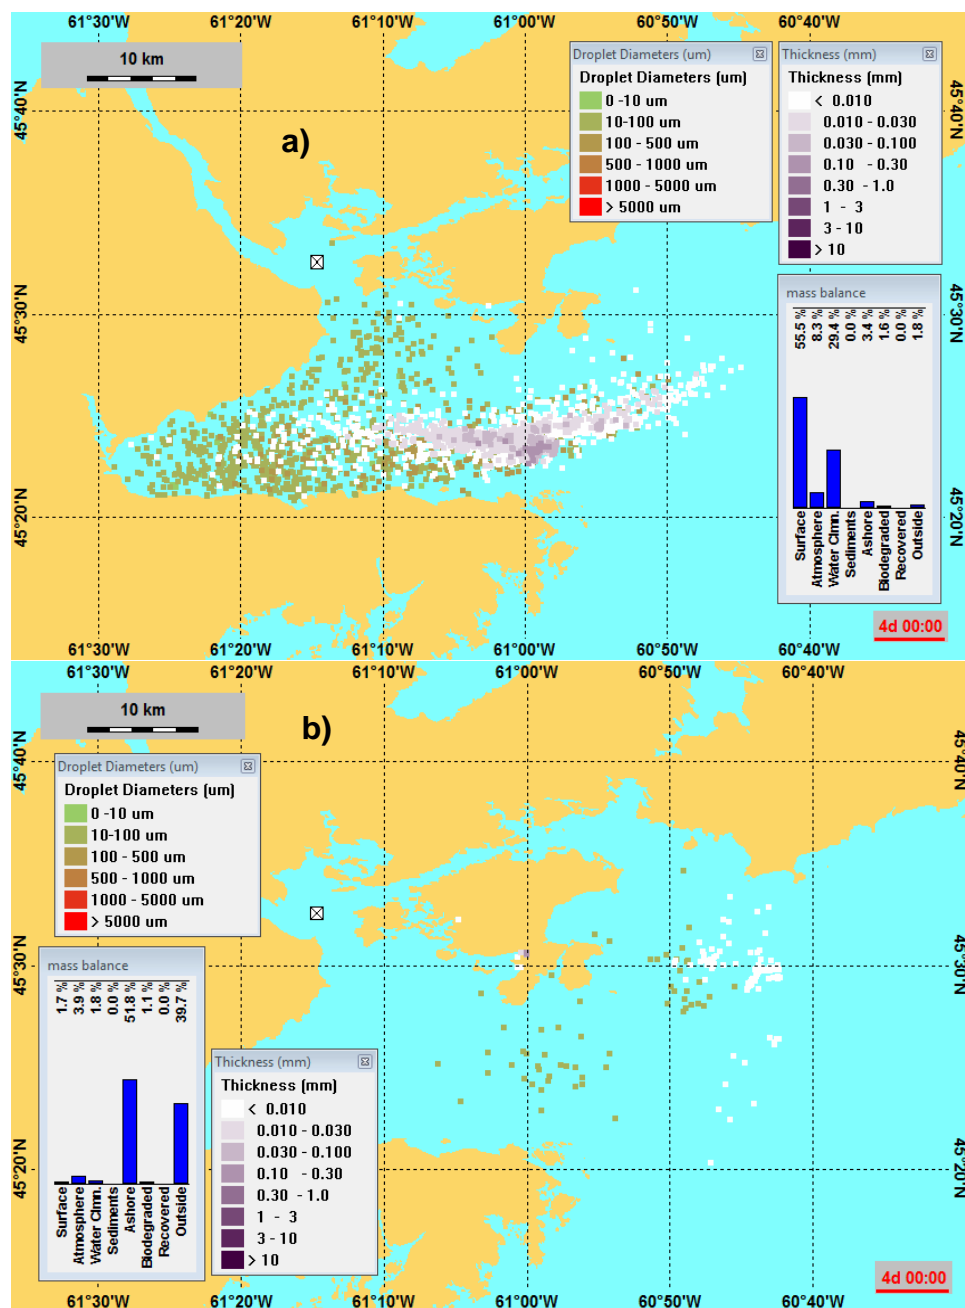 61°30'W 61°20'W 61°10'W 61°00'W 60°50'W 60°40'W
10 km
a)
Droplet Diameters (um)
Droplet Diameters (um)
0 -10 um
10-100 um
100 - 500 um
500 - 1000 um
1000 - 5000 um
> 5000 um
Thickness (mm)
Thickness (mm)
< 0.010
0.010 - 0.030
0.030 - 0.100
0.10 - 0.30
0.30 - 1.0
1 - 3
3 - 10
> 10
45°40'N 45°40'N
45°30'N 45°30'N
45°20'N 45°20'N
mass balance
55.5 %
8.3 %
29.4 %
0.0 %
3.4 %
1.6 %
0.0 %
1.8 %
Surface
Atmosphere
Water Clmn.
Sediments
Ashore
Biodegraded
Recovered
Outside
4d 00:00
61°30'W 61°20'W 61°10'W 61°00'W 60°50'W 60°40'W
10 km
b)
45°40'N 45°40'N
Droplet Diameters (um)
Droplet Diameters (um)
0 -10 um
10-100 um
100 - 500 um
500 - 1000 um
1000 - 5000 um
> 5000 um
45°30'N 45°30'N
mass balance
1.7 %
3.9 %
1.8 %
0.0 %
51.8 %
1.1 %
0.0 %
39.7 %
Surface
Atmosphere
Water Clmn.
Sediments
Ashore
Biodegraded
Recovered
Outside
Thickness (mm)
Thickness (mm)
< 0.010
0.010 - 0.030
0.030 - 0.100
0.10 - 0.30
0.30 - 1.0
1 - 3
3 - 10
> 10
45°20'N 45°20'N
4d 00:00
61°30'W 61°20'W 61°10'W 61°00'W 60°50'W 60°40'W